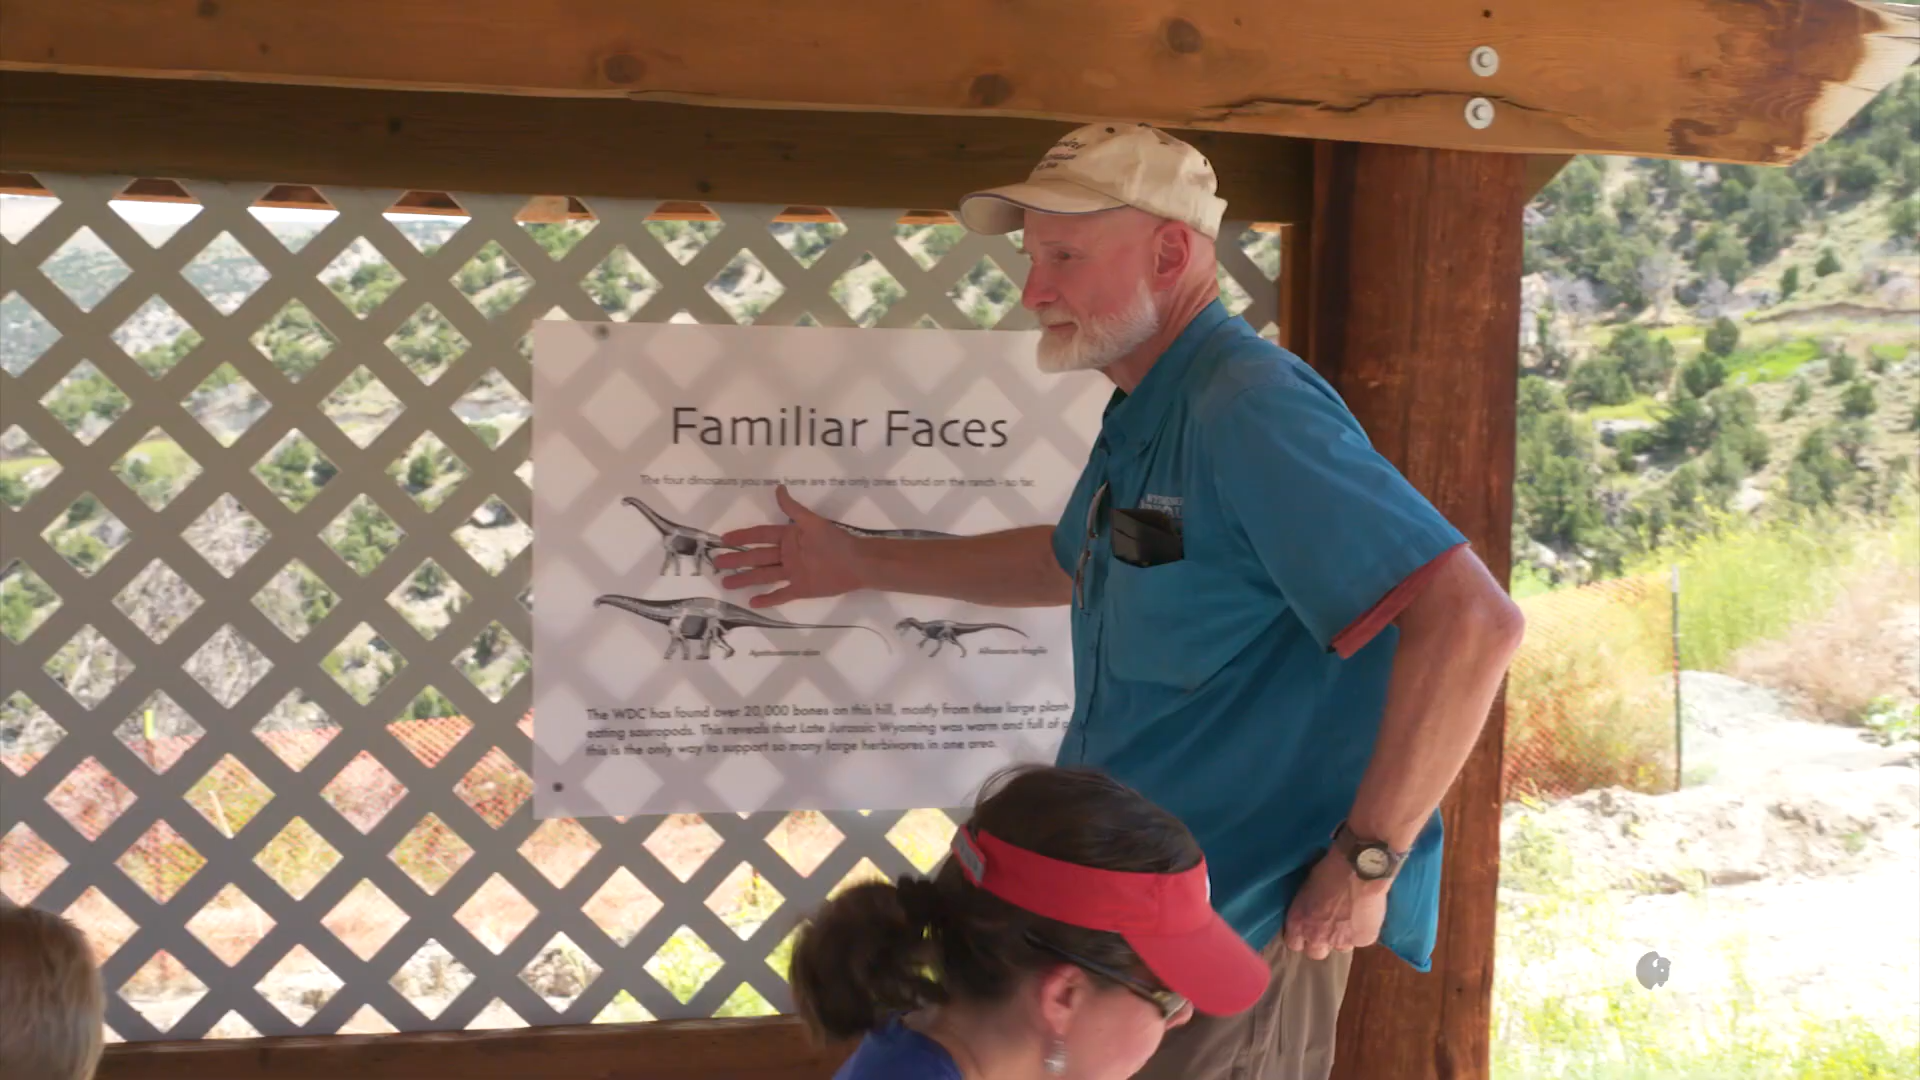 Familiar Faces
The four dinosaurs you see here are the only ones found on the ranch - so far.
Allosaurus fragilis
The WDC has found over 20,000 bones on this hill, mostly from these large plant
eating sauropods. This reveals that Late Jurassic Wyoming was warm and full of
this is the only way to support so many large herbivores in one area.